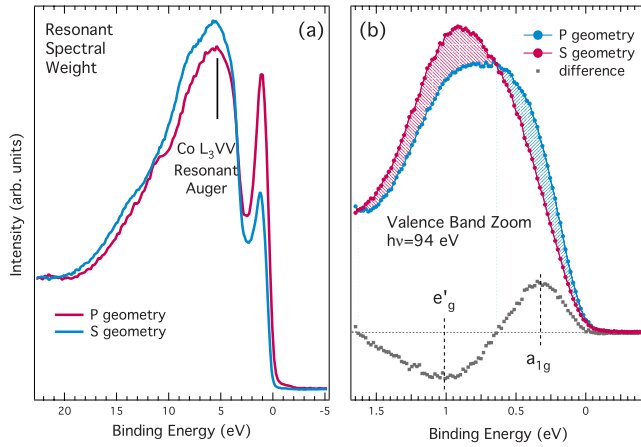 Resonant
Spectral
Weight
(a)
Co L₃VV
Resonant
Auger
P geometry
S geometry
Intensity (arb. units)
20
15
10
5
0
-5
Binding Energy (eV)
(b)
P geometry
S geometry
difference
Valence Band Zoom
hν=94 eV
e'g
a1g
1.5
1.0
0.5
0.0
Binding Energy (eV)